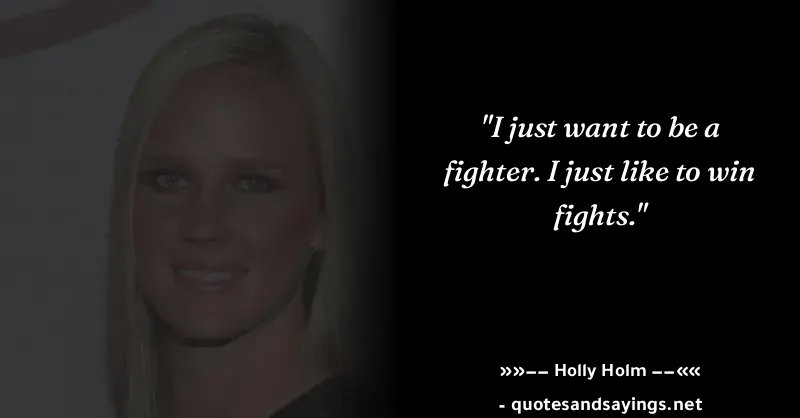 "I just want to be a
fighter. I just like to win
fights."
»»–– Holly Holm ––««
- quotesandsayings.net